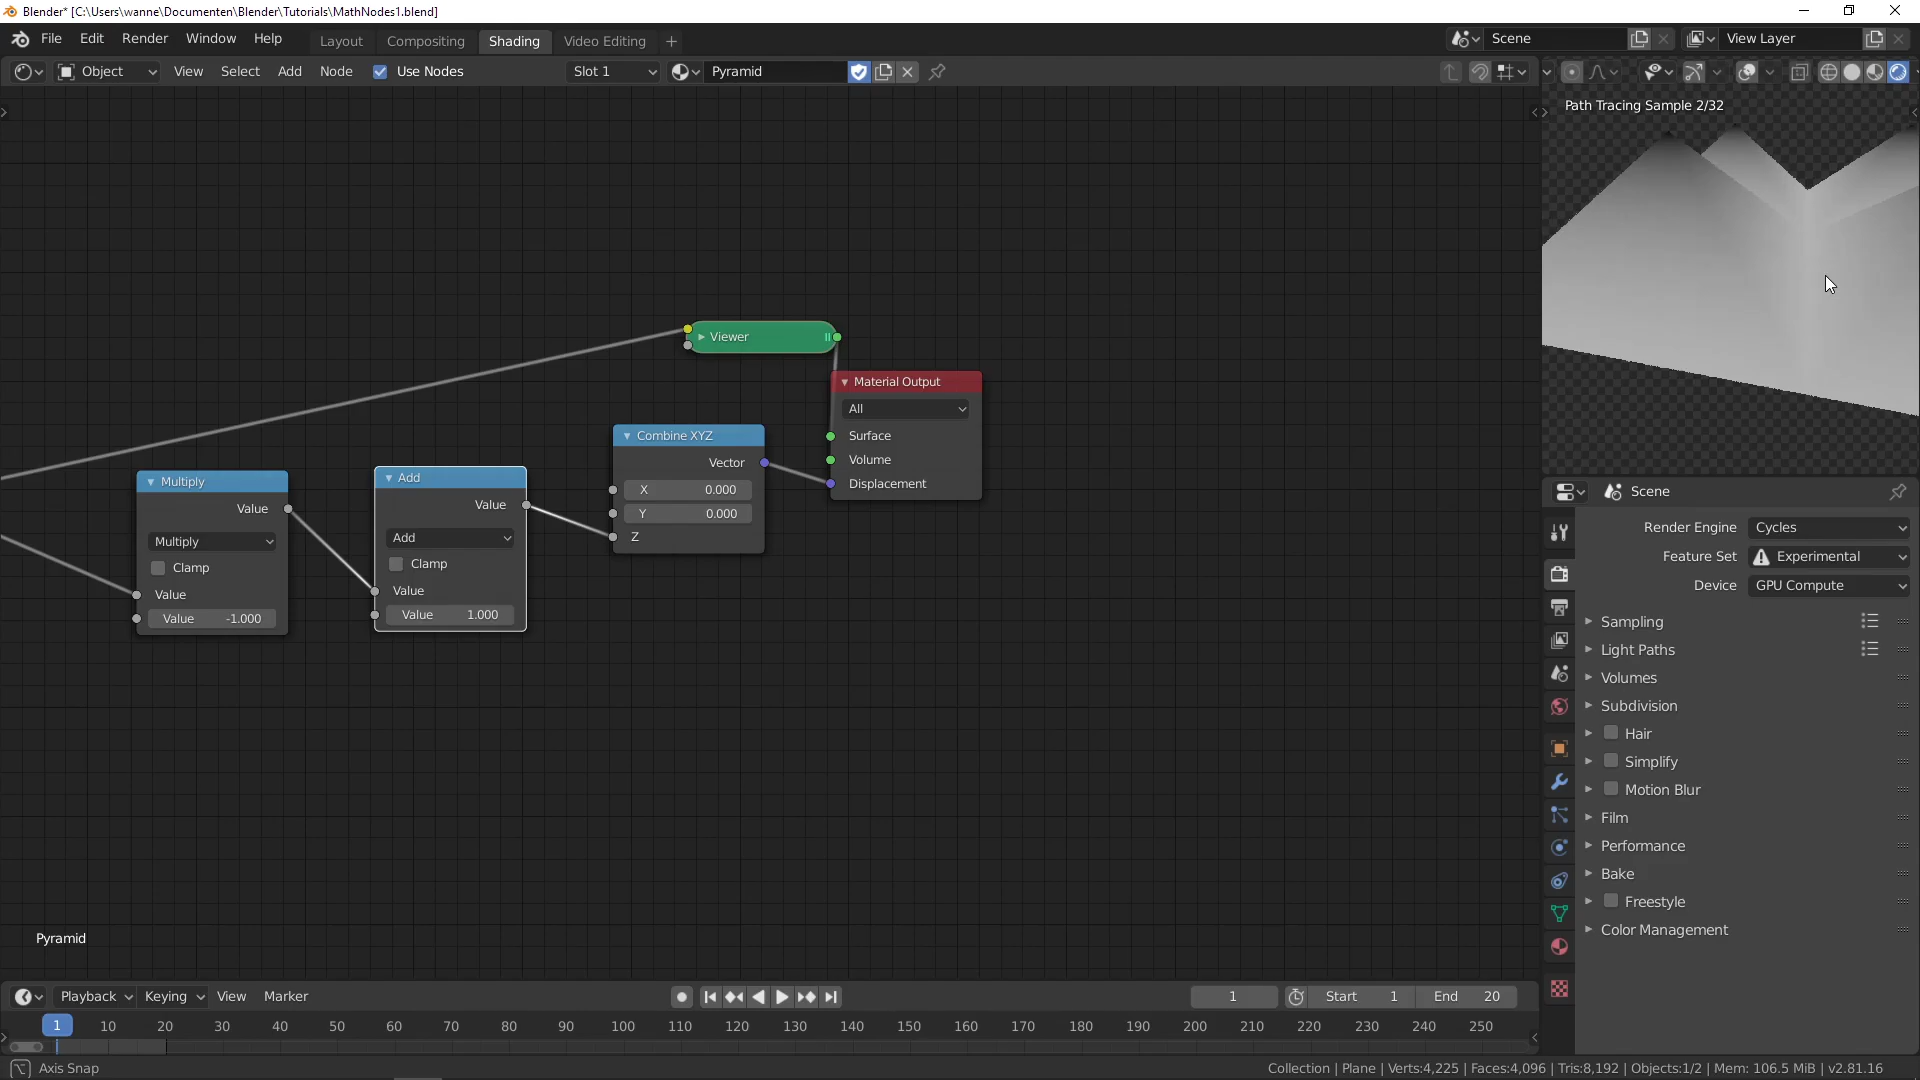 Blender* [C:\Users\wanne\Documenten\Blender\Tutorials\MathNodes1.blend]
File Edit Render Window Help Layout Compositing Shading Video Editing + Scene View Layer
Object View Select Add Node Use Nodes Slot 1 Pyramid
Path Tracing Sample 2/32
Viewer
Material Output
All
Surface
Volume
Displacement
Combine XYZ
Vector
X 0.000
Y 0.000
Z
Multiply
Value
Multiply
Clamp
Value
Value -1.000
Add
Value
Add
Clamp
Value
Value 1.000
Scene
Render Engine Cycles
Feature Set Experimental
Device GPU Compute
Sampling
Light Paths
Volumes
Subdivision
Hair
Simplify
Motion Blur
Film
Performance
Bake
Freestyle
Color Management
Pyramid
Playback Keying View Marker 1 Start 1 End 20
1 10 20 30 40 50 60 70 80 90 100 110 120 130 140 150 160 170 180 190 200 210 220 230 240 250
Axis Snap
Collection | Plane | Verts:4,225 | Faces:4,096 | Tris:8,192 | Objects:1/2 | Mem: 106.5 MiB | v2.81.16